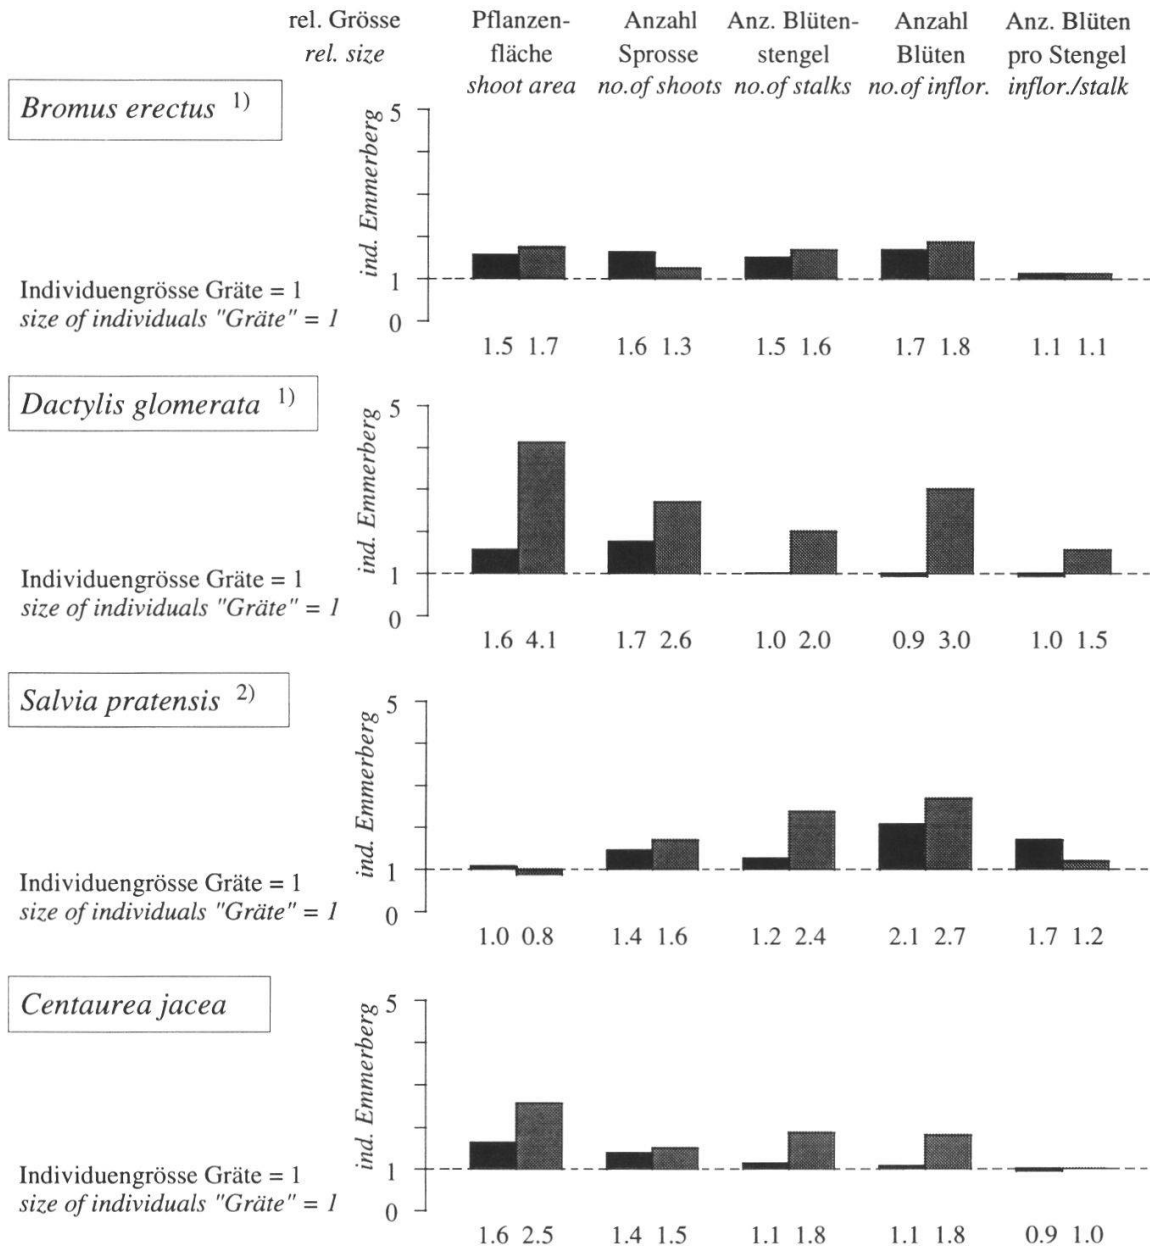 rel. Grösse Pflanzen- Anzahl Anz. Blüten- Anzahl Anz. Blüten
rel. size fläche Sprosse stengel Blüten pro Stengel
shoot area no.of shoots no.of stalks no.of inflor. inflor./stalk
Bromus erectus 1)
5
ind. Emmerberg
1
Individuengrösse Gräte = 1
size of individuals "Gräte" = 1
0
1.5 1.7 1.6 1.3 1.5 1.6 1.7 1.8 1.1 1.1
Dactylis glomerata 1)
5
ind. Emmerberg
1
Individuengrösse Gräte = 1
size of individuals "Gräte" = 1
0
1.6 4.1 1.7 2.6 1.0 2.0 0.9 3.0 1.0 1.5
Salvia pratensis 2)
5
ind. Emmerberg
1
Individuengrösse Gräte = 1
size of individuals "Gräte" = 1
0
1.0 0.8 1.4 1.6 1.2 2.4 2.1 2.7 1.7 1.2
Centaurea jacea
5
ind. Emmerberg
1
Individuengrösse Gräte = 1
size of individuals "Gräte" = 1
0
1.6 2.5 1.4 1.5 1.1 1.8 1.1 1.8 0.9 1.0